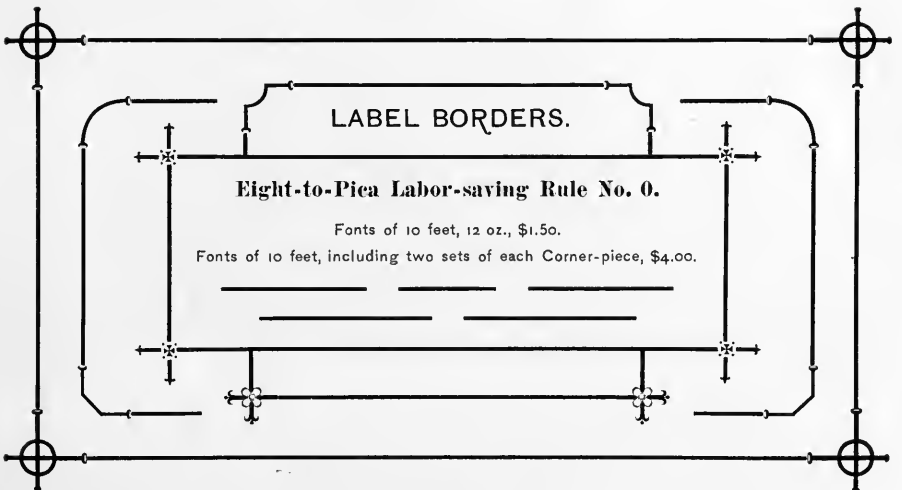 LABEL BORDERS.
Eight-to-Pica Labor-saving Rule No. 0.
Fonts of 10 feet, 12 oz., $1.50.
Fonts of 10 feet, including two sets of each Corner-piece, $4.00.